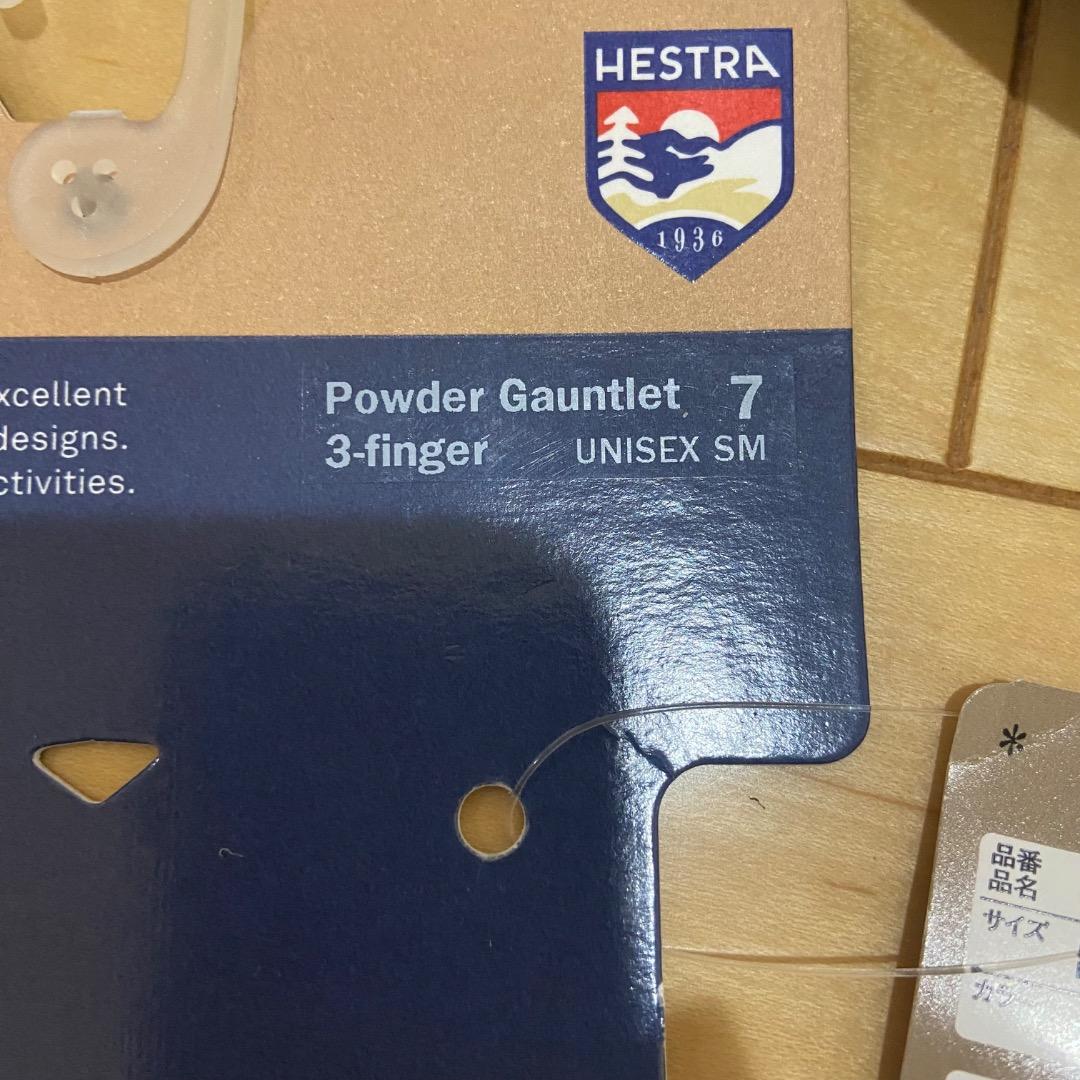 HESTRA
1936
xcellent
designs.
ctivities.
Powder Gauntlet 7
3-finger UNISEX SM
*
品番
品名
サイズ